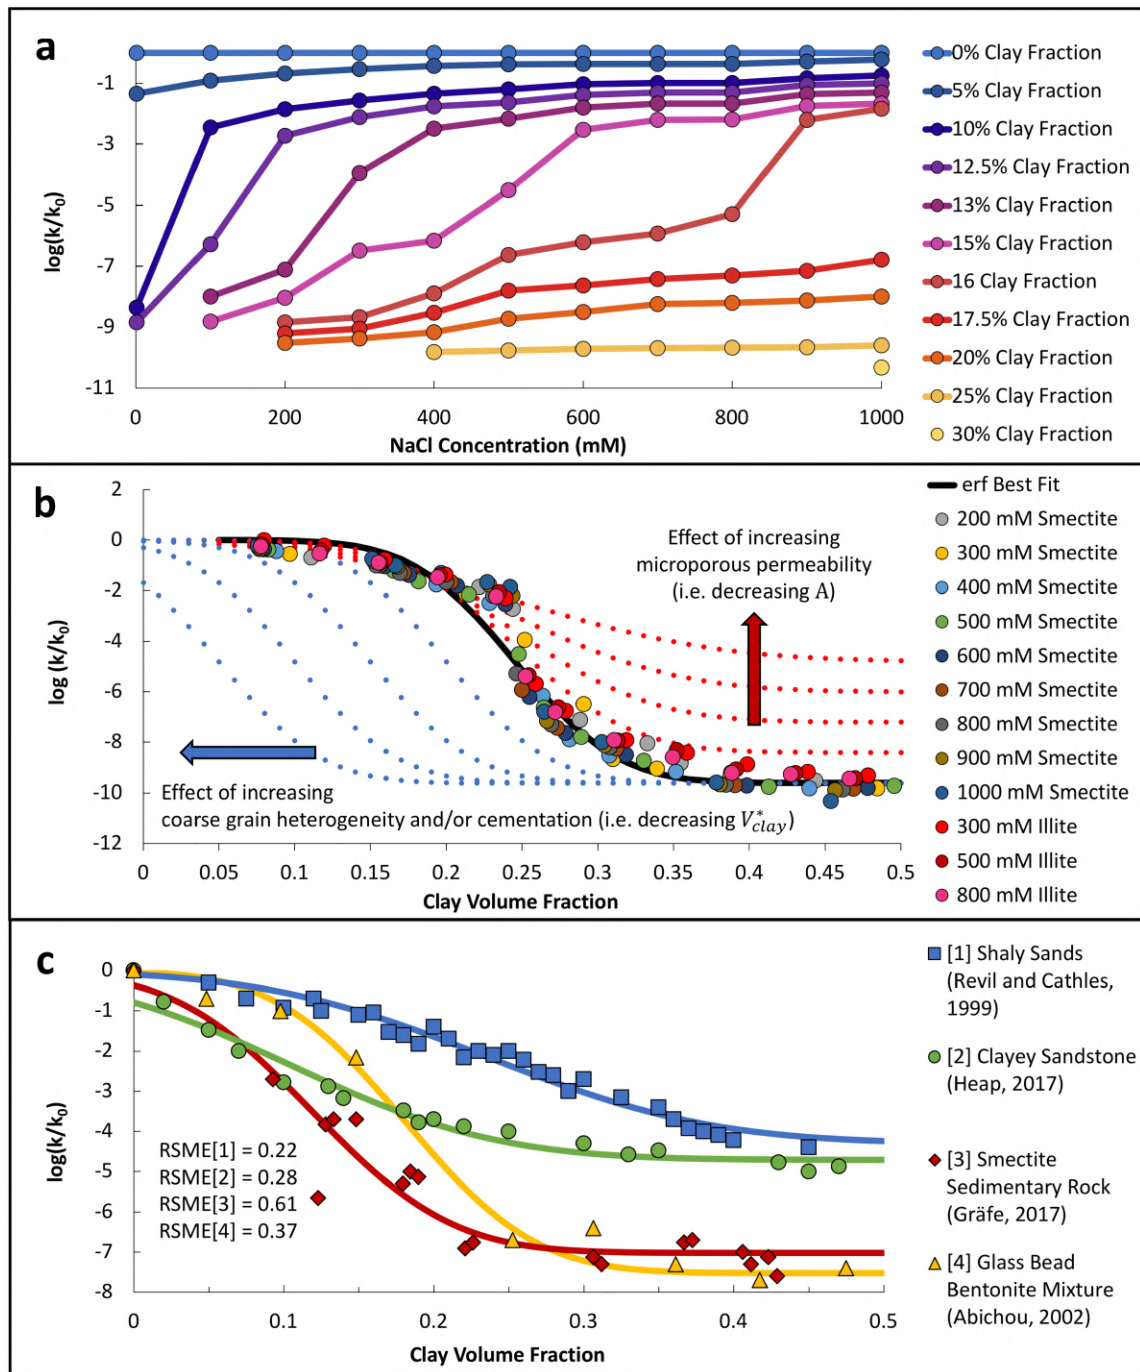 a
log(k/k0)
-1
-3
-5
-7
-9
-11
0
200
400
600
800
1000
NaCl Concentration (mM)
0% Clay Fraction
5% Clay Fraction
10% Clay Fraction
12.5% Clay Fraction
13% Clay Fraction
15% Clay Fraction
16 Clay Fraction
17.5% Clay Fraction
20% Clay Fraction
25% Clay Fraction
30% Clay Fraction
b
log (k/k0)
2
0
-2
-4
-6
-8
-10
-12
0
0.05
0.1
0.15
0.2
0.25
0.3
0.35
0.4
0.45
0.5
Clay Volume Fraction
Effect of increasing
microporous permeability
(i.e. decreasing A)
Effect of increasing
coarse grain heterogeneity and/or cementation (i.e. decreasing V*clay)
erf Best Fit
200 mM Smectite
300 mM Smectite
400 mM Smectite
500 mM Smectite
600 mM Smectite
700 mM Smectite
800 mM Smectite
900 mM Smectite
1000 mM Smectite
300 mM Illite
500 mM Illite
800 mM Illite
c
log(k/k0)
0
-1
-2
-3
-4
-5
-6
-7
-8
RSME[1] = 0.22
RSME[2] = 0.28
RSME[3] = 0.61
RSME[4] = 0.37
0
0.1
0.2
0.3
0.4
0.5
Clay Volume Fraction
[1] Shaly Sands
(Revil and Cathles,
1999)
[2] Clayey Sandstone
(Heap, 2017)
[3] Smectite
Sedimentary Rock
(Gräfe, 2017)
[4] Glass Bead
Bentonite Mixture
(Abichou, 2002)